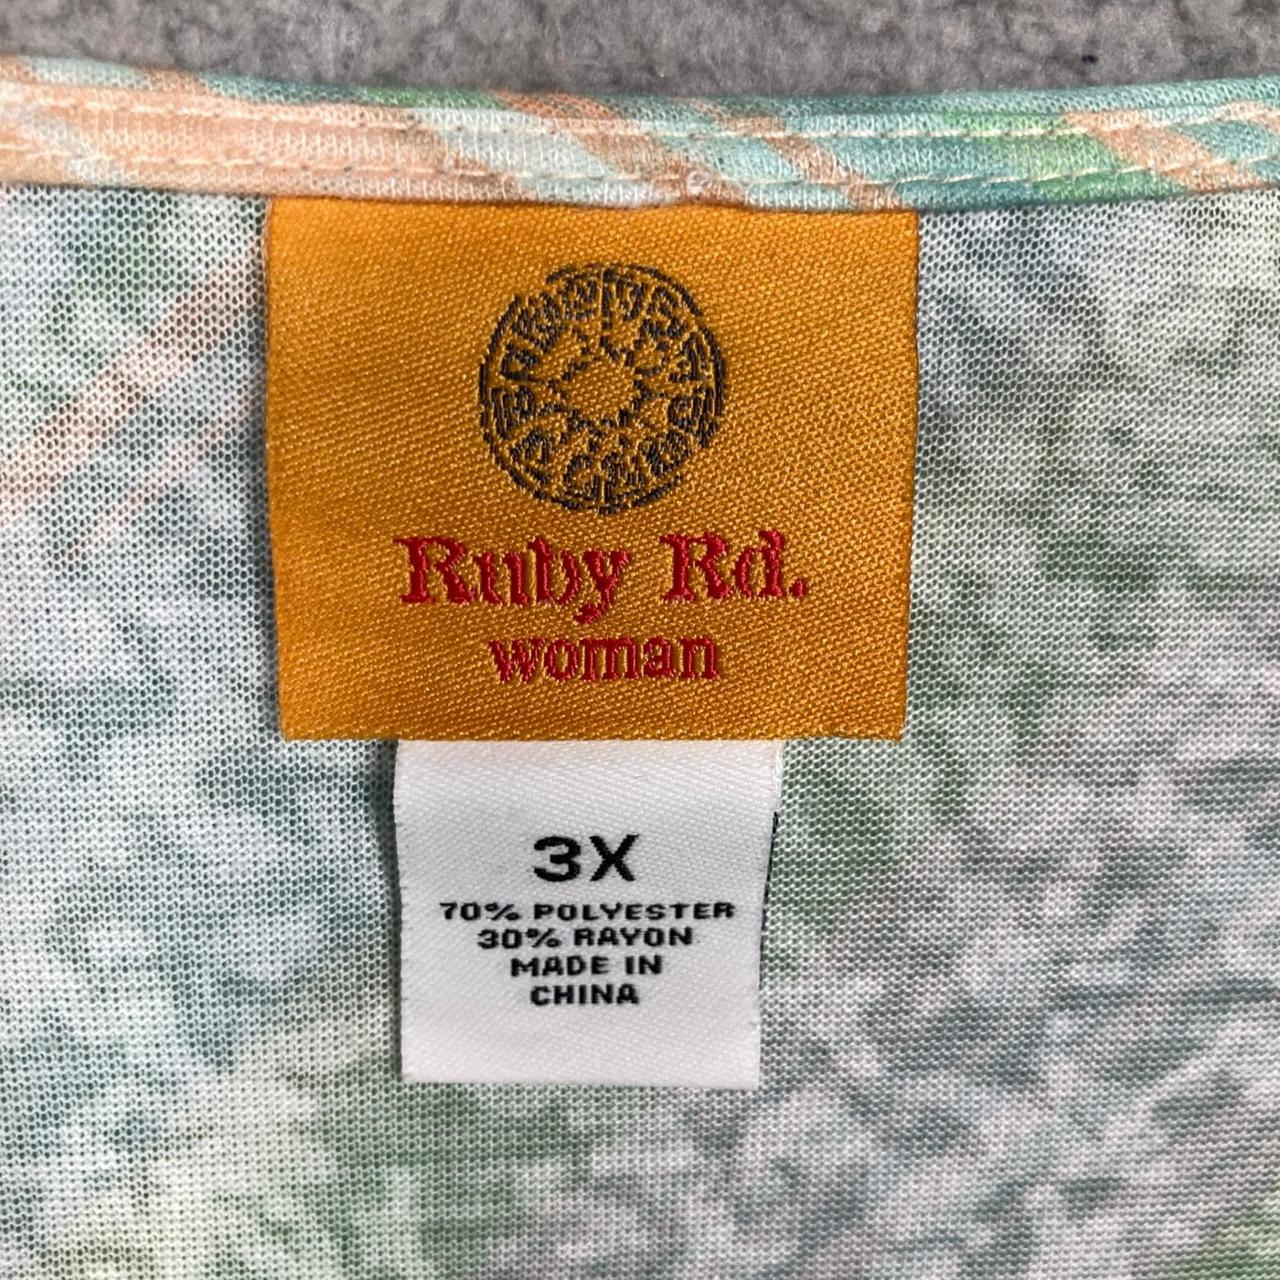 Ruby Rd.
woman
3X
70% POLYESTER
30% RAYON
MADE IN
CHINA